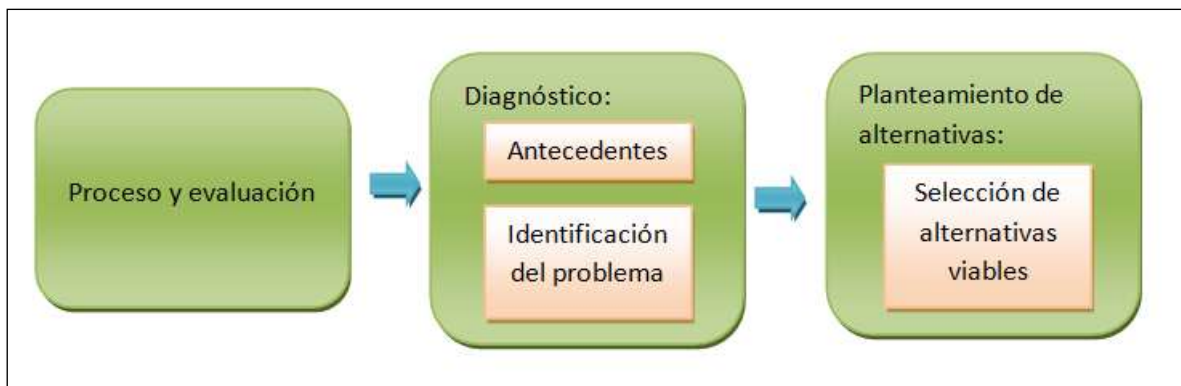 Proceso y evaluación
Diagnóstico:
Antecedentes
Identificación
del problema
Planteamiento de
alternativas:
Selección de
alternativas
viables